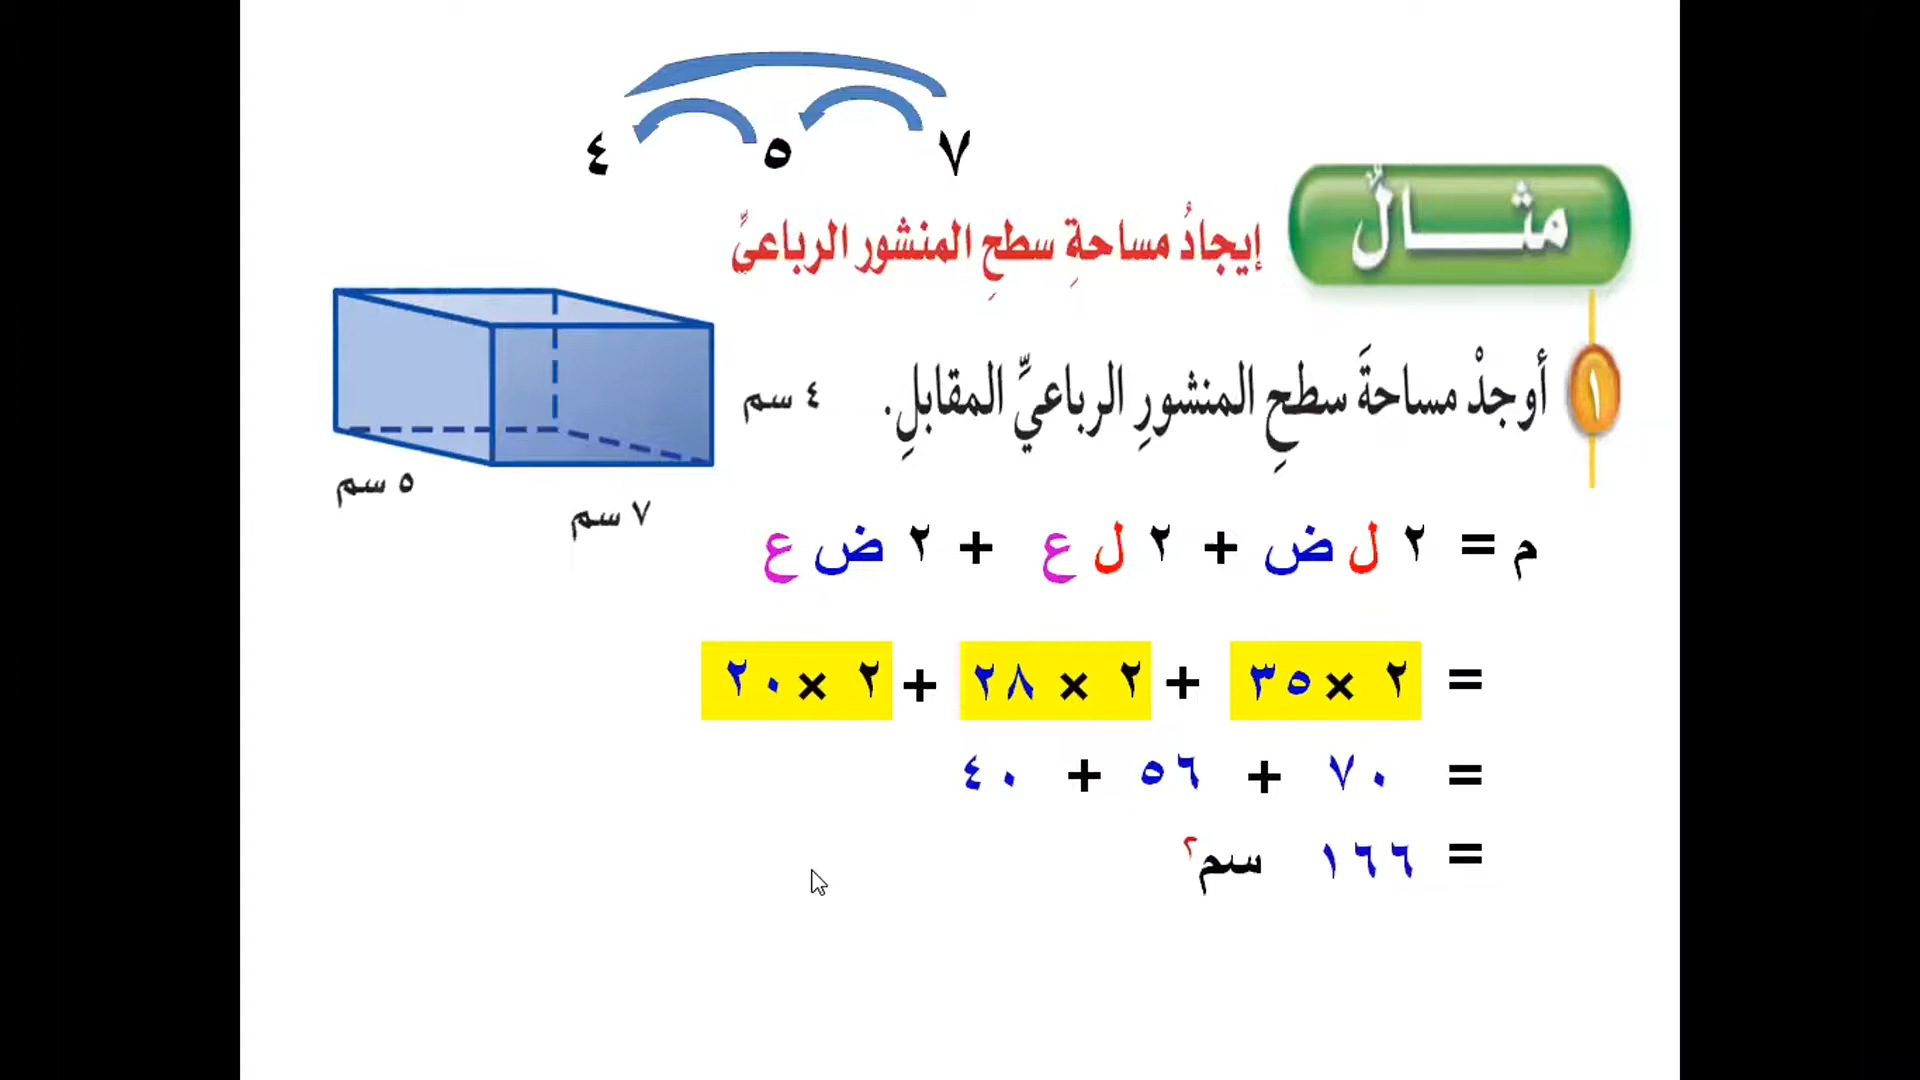 ٧ ٥ ٤
مثـــالٌ
إيجادُ مساحةِ سطحِ المنشور الرباعيِّ
١ أوجدْ مساحةَ سطحِ المنشورِ الرباعيِّ المقابلِ.
٤ سم
٥ سم
٧ سم
م = ٢ ل ض + ٢ ل ع + ٢ ض ع
= ٢ × ٣٥ + ٢ × ٢٨ + ٢ × ٢٠
= ٧٠ + ٥٦ + ٤٠
= ١٦٦ سم٢